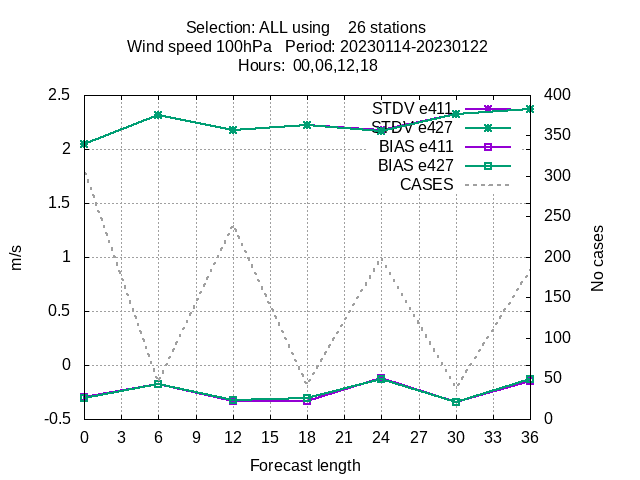 Selection: ALL using    26 stations
Wind speed 100hPa   Period: 20230114-20230122
Hours:  00,06,12,18
2.5
2
1.5
1
0.5
0
-0.5
m/s
400
350
300
250
200
150
100
50
0
No cases
STDV e411
STDV e427
BIAS e411
BIAS e427
CASES
0 3 6 9 12 15 18 21 24 27 30 33 36
Forecast length